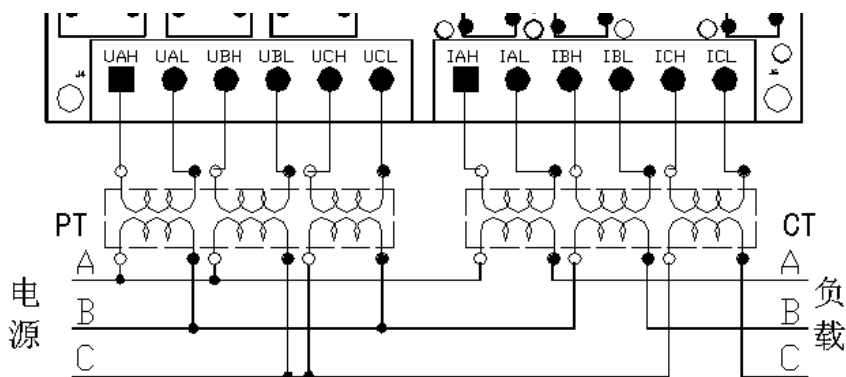 UAH UAL UBH UBL UCH UCL IAH IAL IBH IBL ICH ICL
J4
PT CT
A A
电源 B B 负载
C C